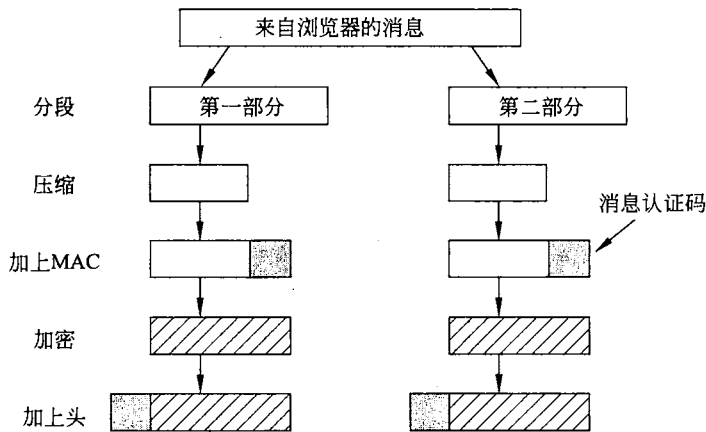 来自浏览器的消息
分段
第一部分
第二部分
压缩
消息认证码
加上MAC
加密
加上头